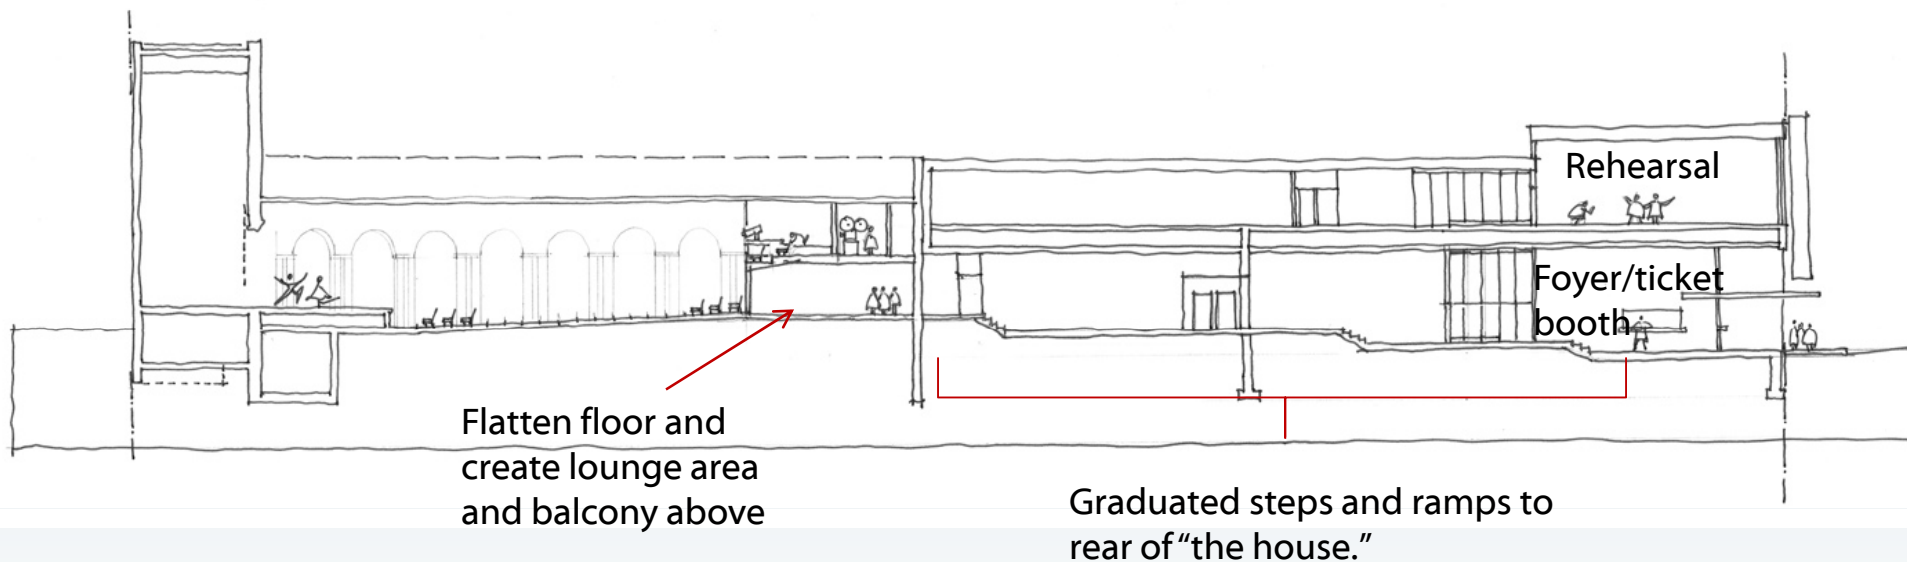 Rehearsal
Foyer/ticket
booth
Flatten floor and
create lounge area
and balcony above
Graduated steps and ramps to
rear of “the house.”